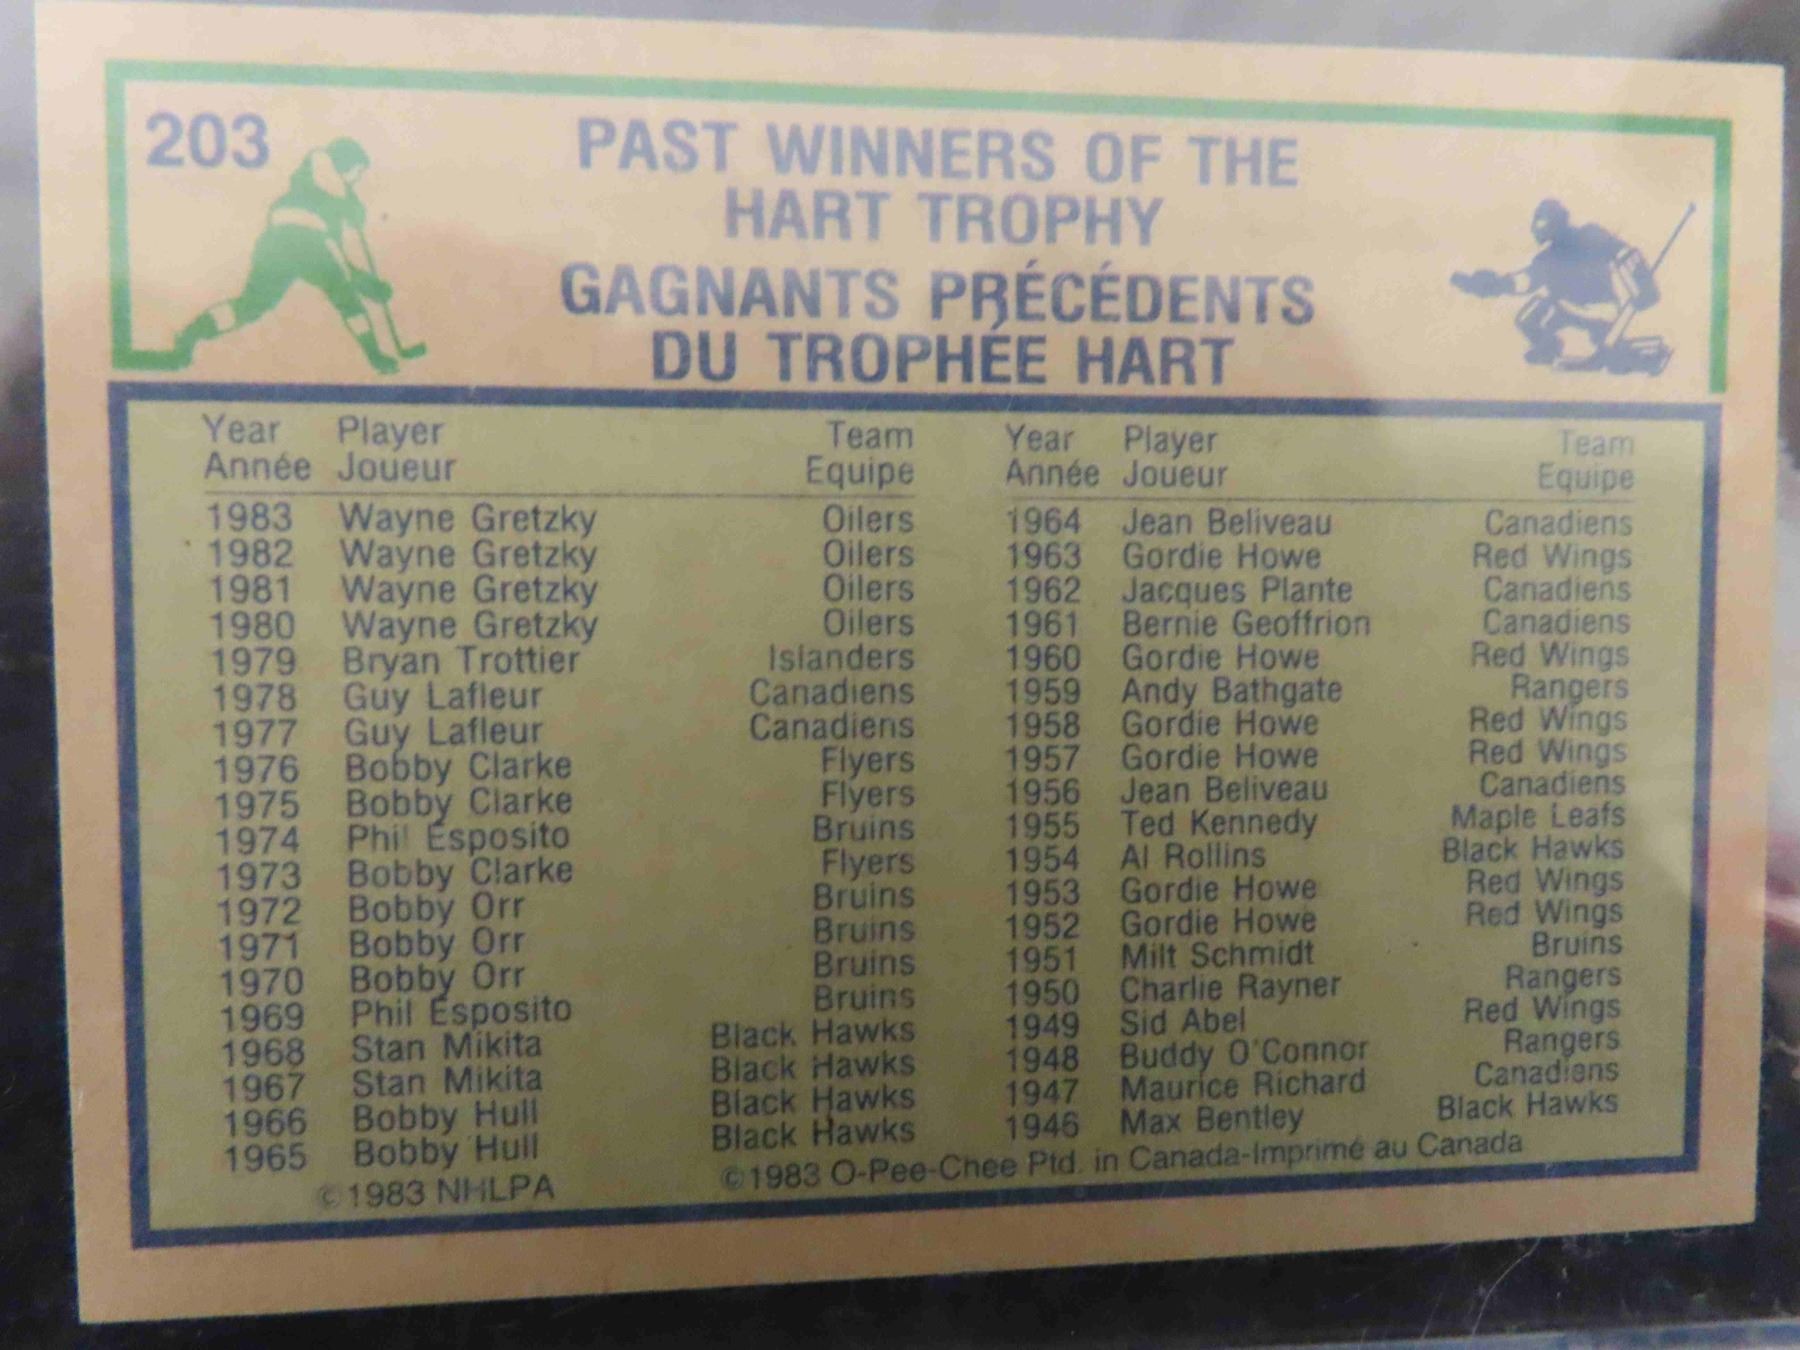 203
PAST WINNERS OF THE
HART TROPHY
GAGNANTS PRÉCÉDENTS
DU TROPHÉE HART
Year Player Team
Année Joueur Equipe
1983 Wayne Gretzky Oilers
1982 Wayne Gretzky Oilers
1981 Wayne Gretzky Oilers
1980 Wayne Gretzky Oilers
1979 Bryan Trottier Islanders
1978 Guy Lafleur Canadiens
1977 Guy Lafleur Canadiens
1976 Bobby Clarke Flyers
1975 Bobby Clarke Flyers
1974 Phil Esposito Bruins
1973 Bobby Clarke Flyers
1972 Bobby Orr Bruins
1971 Bobby Orr Bruins
1970 Bobby Orr Bruins
1969 Phil Esposito Bruins
1968 Stan Mikita Black Hawks
1967 Stan Mikita Black Hawks
1966 Bobby Hull Black Hawks
1965 Bobby Hull Black Hawks
Year Player Team
Année Joueur Equipe
1964 Jean Beliveau Canadiens
1963 Gordie Howe Red Wings
1962 Jacques Plante Canadiens
1961 Bernie Geoffrion Canadiens
1960 Gordie Howe Red Wings
1959 Andy Bathgate Rangers
1958 Gordie Howe Red Wings
1957 Gordie Howe Red Wings
1956 Jean Beliveau Canadiens
1955 Ted Kennedy Maple Leafs
1954 Al Rollins Black Hawks
1953 Gordie Howe Red Wings
1952 Gordie Howe Red Wings
1951 Milt Schmidt Bruins
1950 Charlie Rayner Rangers
1949 Sid Abel Red Wings
1948 Buddy O'Connor Rangers
1947 Maurice Richard Canadiens
1946 Max Bentley Black Hawks
©1983 NHLPA ©1983 O-Pee-Chee Ptd. in Canada-Imprimé au Canada